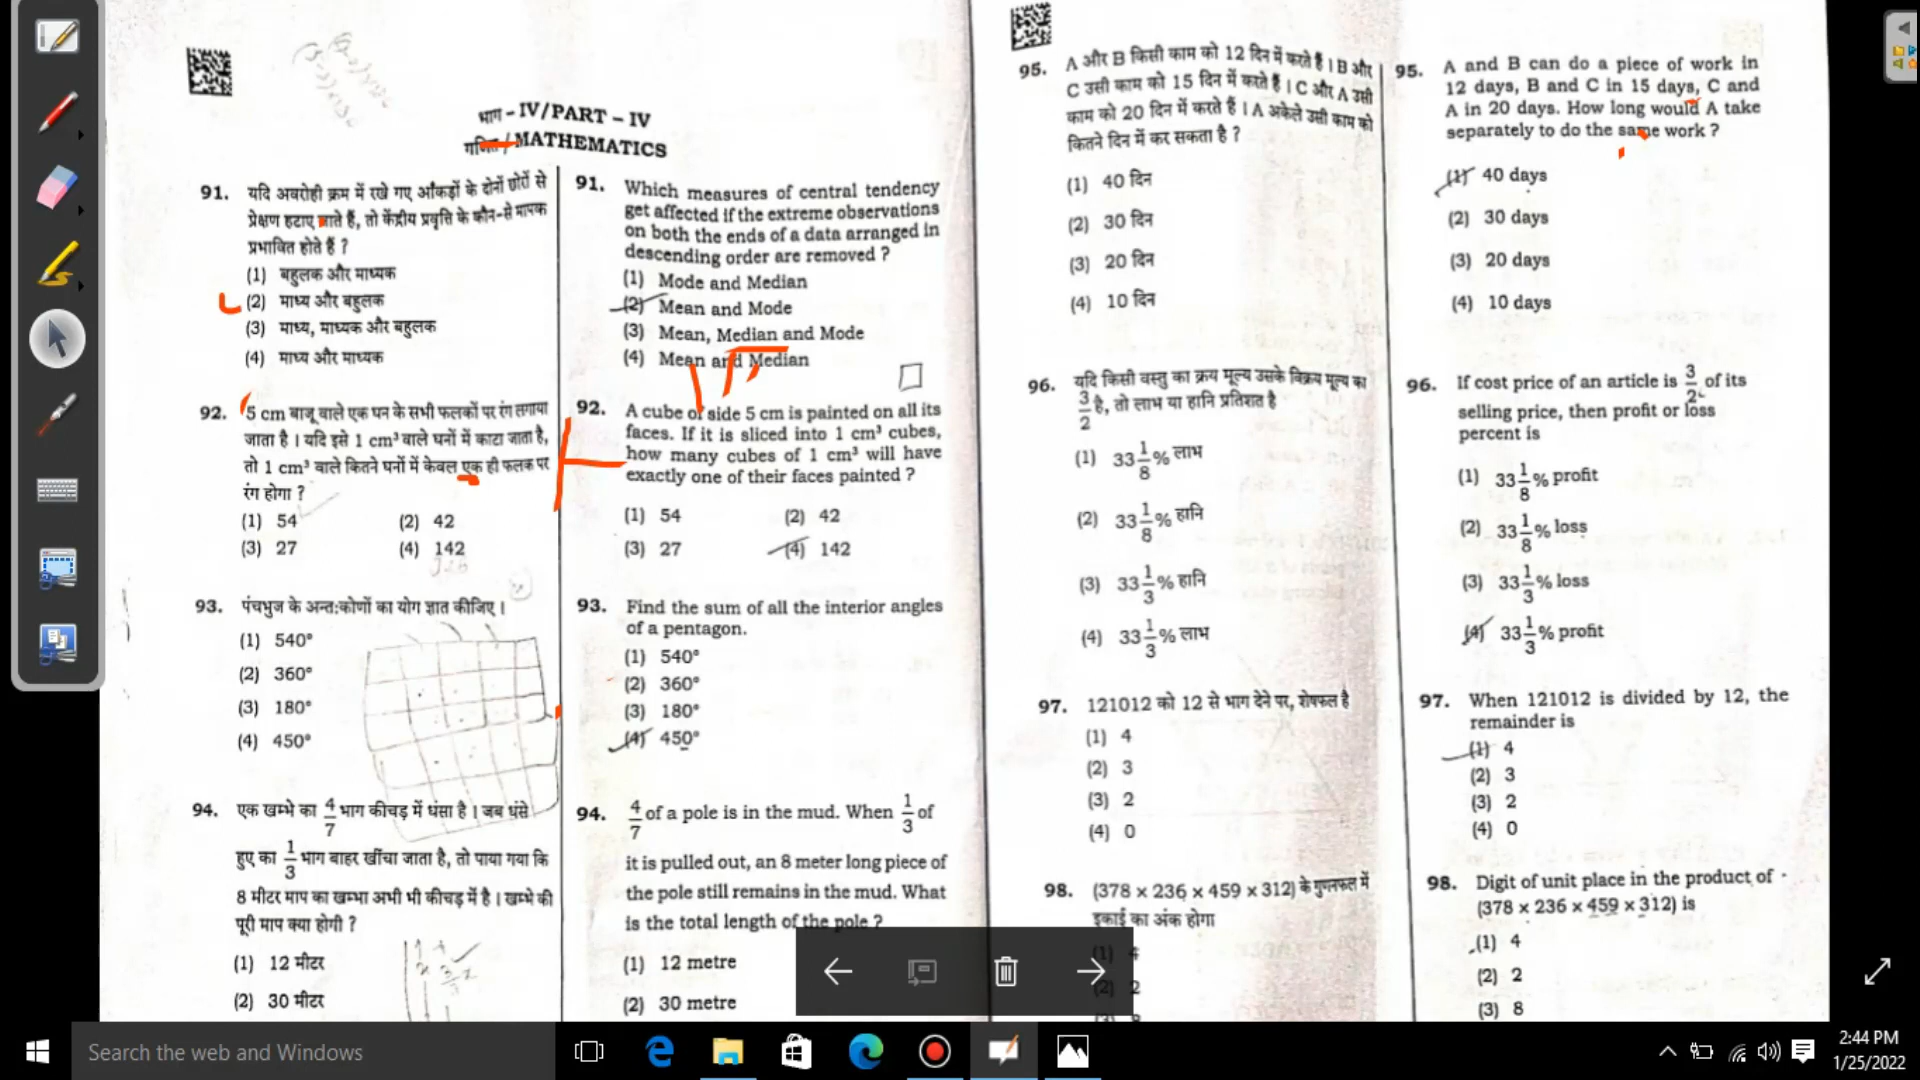 भाग - IV/PART – IV
गणित / MATHEMATICS
91. यदि अवरोही क्रम में रखे गए आँकड़ों के दोनों छोरों से
प्रेक्षण हटाए जाते हैं, तो केंद्रीय प्रवृत्ति के कौन-से मापक
प्रभावित होते हैं ?
(1) बहुलक और माध्यक
(2) माध्य और बहुलक
(3) माध्य, माध्यक और बहुलक
(4) माध्य और माध्यक
92. 5 cm बाजू वाले एक घन के सभी फलकों पर रंग लगाया
जाता है । यदि इसे 1 cm³ वाले घनों में काटा जाता है,
तो 1 cm³ वाले कितने घनों में केवल एक ही फलक पर
रंग होगा ?
(1) 54 (2) 42
(3) 27 (4) 142
93. पंचभुज के अन्त:कोणों का योग ज्ञात कीजिए ।
(1) 540°
(2) 360°
(3) 180°
(4) 450°
94. एक खम्भे का 4/7 भाग कीचड़ में धंसा है । जब धंसे
हुए का 1/3 भाग बाहर खींचा जाता है, तो पाया गया कि
8 मीटर माप का खम्भा अभी भी कीचड़ में है । खम्भे की
पूरी माप क्या होगी ?
(1) 12 मीटर
(2) 30 मीटर
91. Which measures of central tendency
get affected if the extreme observations
on both the ends of a data arranged in
descending order are removed ?
(1) Mode and Median
(2) Mean and Mode
(3) Mean, Median and Mode
(4) Mean and Median
92. A cube of side 5 cm is painted on all its
faces. If it is sliced into 1 cm³ cubes,
how many cubes of 1 cm³ will have
exactly one of their faces painted ?
(1) 54 (2) 42
(3) 27 (4) 142
93. Find the sum of all the interior angles
of a pentagon.
(1) 540°
(2) 360°
(3) 180°
(4) 450°
94. 4/7 of a pole is in the mud. When 1/3 of
it is pulled out, an 8 meter long piece of
the pole still remains in the mud. What
is the total length of the pole ?
(1) 12 metre
(2) 30 metre
95. A और B किसी काम को 12 दिन में करते हैं । B और
C उसी काम को 15 दिन में करते हैं । C और A उसी
काम को 20 दिन में करते हैं । A अकेले उसी काम को
कितने दिन में कर सकता है ?
(1) 40 दिन
(2) 30 दिन
(3) 20 दिन
(4) 10 दिन
96. यदि किसी वस्तु का क्रय मूल्य उसके विक्रय मूल्य का
3/2 है, तो लाभ या हानि प्रतिशत है
(1) 33 1/8 % लाभ
(2) 33 1/8 % हानि
(3) 33 1/3 % हानि
(4) 33 1/3 % लाभ
97. 121012 को 12 से भाग देने पर, शेषफल है
(1) 4
(2) 3
(3) 2
(4) 0
98. (378 × 236 × 459 × 312) के गुणनफल में
इकाई का अंक होगा
(1) 4
(2) 2
95. A and B can do a piece of work in
12 days, B and C in 15 days, C and
A in 20 days. How long would A take
separately to do the same work ?
(1) 40 days
(2) 30 days
(3) 20 days
(4) 10 days
96. If cost price of an article is 3/2 of its
selling price, then profit or loss
percent is
(1) 33 1/8 % profit
(2) 33 1/8 % loss
(3) 33 1/3 % loss
(4) 33 1/3 % profit
97. When 121012 is divided by 12, the
remainder is
(1) 4
(2) 3
(3) 2
(4) 0
98. Digit of unit place in the product of
(378 × 236 × 459 × 312) is
(1) 4
(2) 2
(3) 8
Search the web and Windows
2:44 PM
1/25/2022